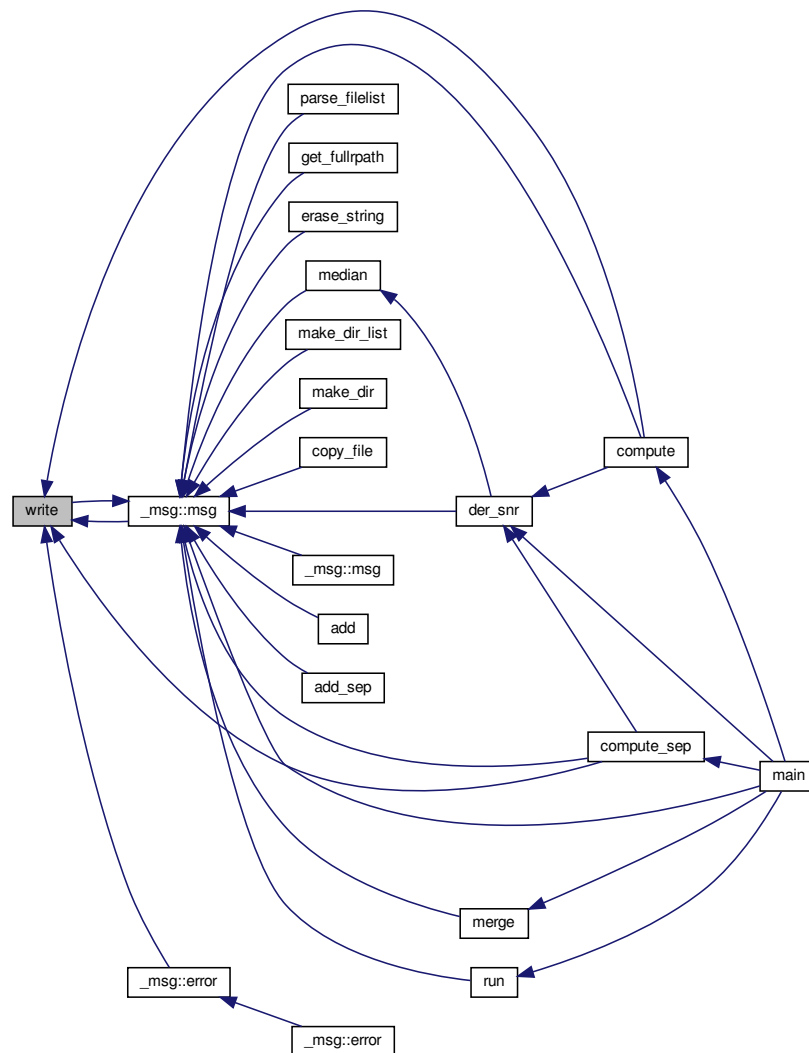 parse_filelist
get_fullrpath
erase_string
median
make_dir_list
make_dir
copy_file
compute
write
_msg::msg
der_snr
_msg::msg
add
add_sep
compute_sep
main
merge
run
_msg::error
_msg::error